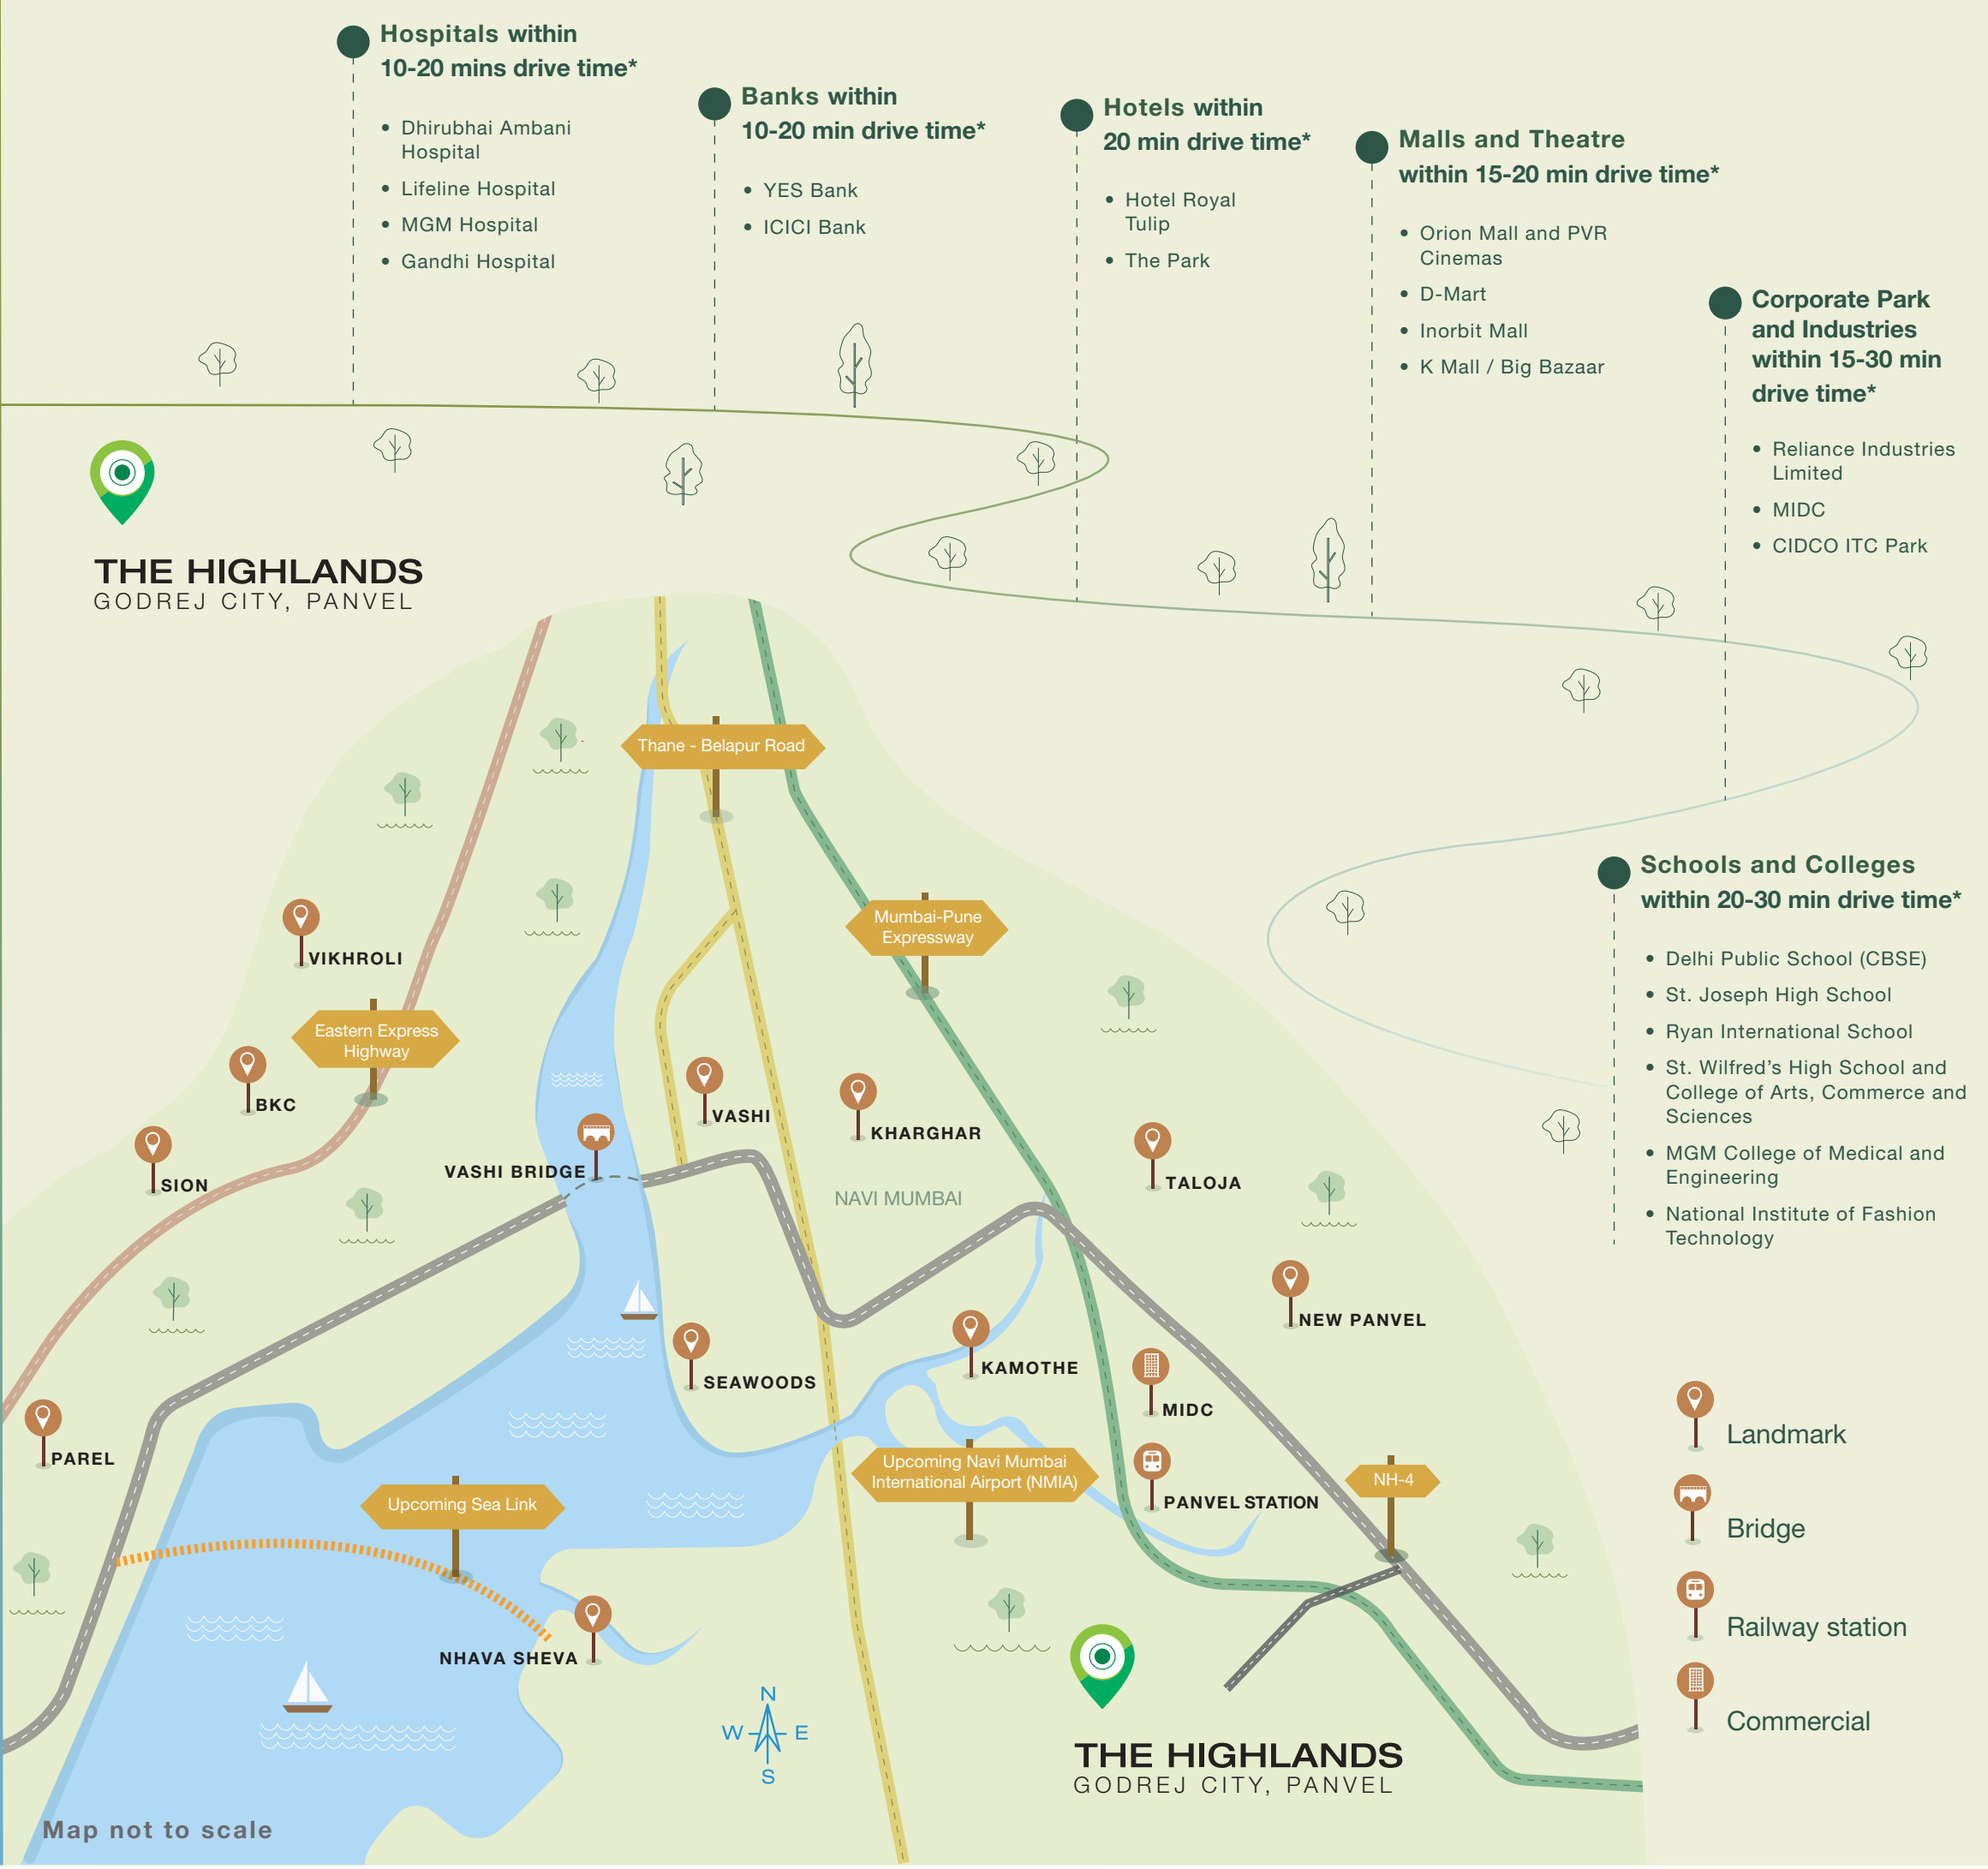 Hospitals within
10-20 mins drive time*
• Dhirubhai Ambani
Hospital
• Lifeline Hospital
• MGM Hospital
• Gandhi Hospital
Banks within
10-20 min drive time*
• YES Bank
• ICICI Bank
Hotels within
20 min drive time*
• Hotel Royal
Tulip
• The Park
Malls and Theatre
within 15-20 min drive time*
• Orion Mall and PVR
Cinemas
• D-Mart
• Inorbit Mall
• K Mall / Big Bazaar
Corporate Park
and Industries
within 15-30 min
drive time*
• Reliance Industries
Limited
• MIDC
• CIDCO ITC Park
THE HIGHLANDS
GODREJ CITY, PANVEL
Schools and Colleges
within 20-30 min drive time*
• Delhi Public School (CBSE)
• St. Joseph High School
• Ryan International School
• St. Wilfred's High School and
College of Arts, Commerce and
Sciences
• MGM College of Medical and
Engineering
• National Institute of Fashion
Technology
Thane - Belapur Road
Mumbai-Pune
Expressway
VIKHROLI
Eastern Express
Highway
BKC
VASHI
KHARGHAR
SION
VASHI BRIDGE
TALOJA
NAVI MUMBAI
NEW PANVEL
SEAWOODS
KAMOTHE
MIDC
PAREL
Upcoming Navi Mumbai
International Airport (NMIA)
NH-4
Upcoming Sea Link
PANVEL STATION
NHAVA SHEVA
N
W E
S
THE HIGHLANDS
GODREJ CITY, PANVEL
Landmark
Bridge
Railway station
Commercial
Map not to scale